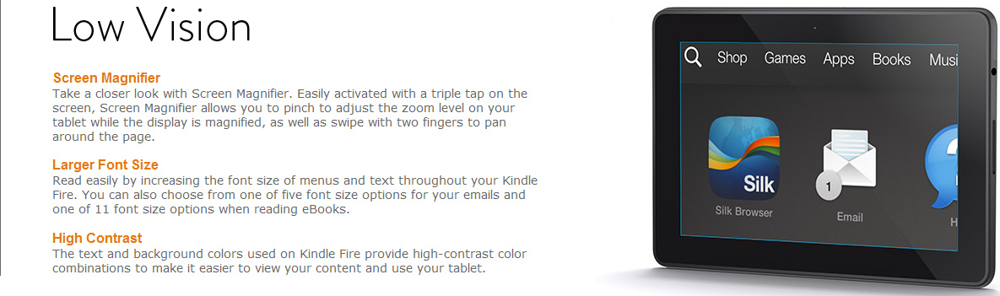 Low Vision
Screen Magnifier
Take a closer look with Screen Magnifier. Easily activated with a triple tap on the
screen, Screen Magnifier allows you to pinch to adjust the zoom level on your
tablet while the display is magnified, as well as swipe with two fingers to pan
around the page.
Larger Font Size
Read easily by increasing the font size of menus and text throughout your Kindle
Fire. You can also choose from one of five font size options for your emails and
one of 11 font size options when reading eBooks.
High Contrast
The text and background colors used on Kindle Fire provide high-contrast color
combinations to make it easier to view your content and use your tablet.
Shop Games Apps Books Musi
Silk
1
Silk Browser
Email
H